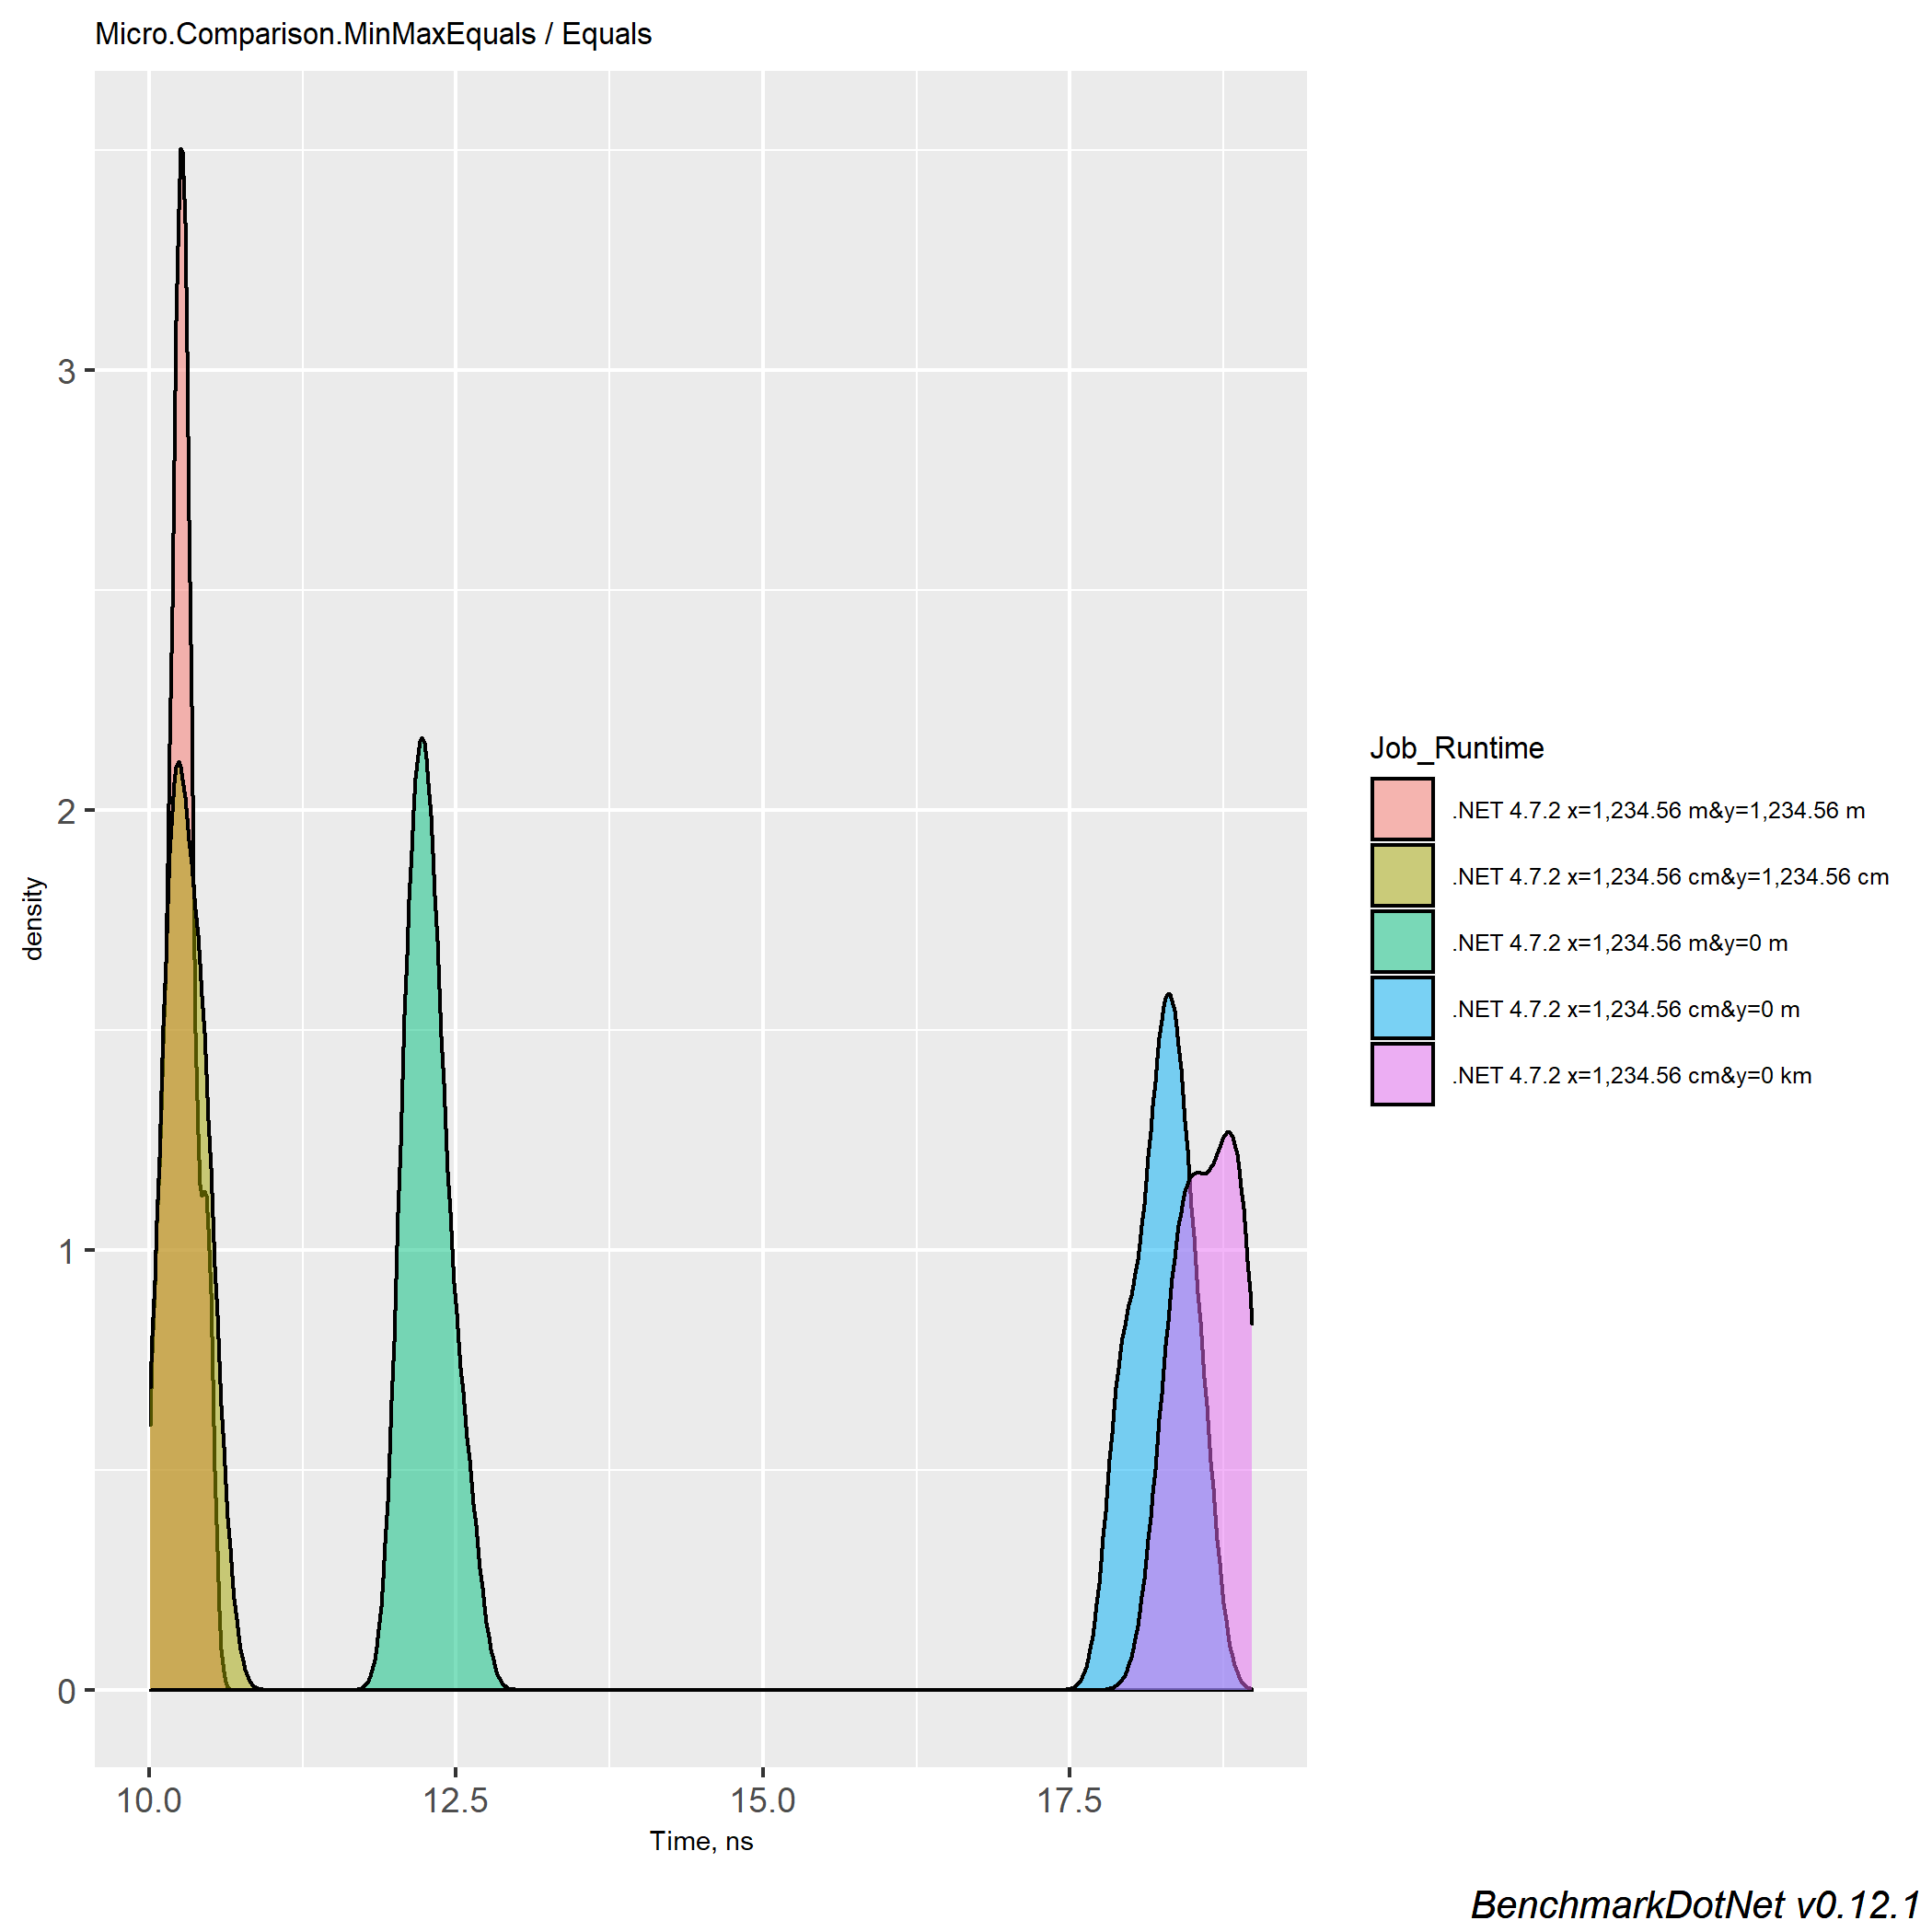 Micro.Comparison.MinMaxEquals / Equals
3
2
1
0
density
10.0 12.5 15.0 17.5
Time, ns
Job_Runtime
.NET 4.7.2 x=1,234.56 m&y=1,234.56 m
.NET 4.7.2 x=1,234.56 cm&y=1,234.56 cm
.NET 4.7.2 x=1,234.56 m&y=0 m
.NET 4.7.2 x=1,234.56 cm&y=0 m
.NET 4.7.2 x=1,234.56 cm&y=0 km
BenchmarkDotNet v0.12.1